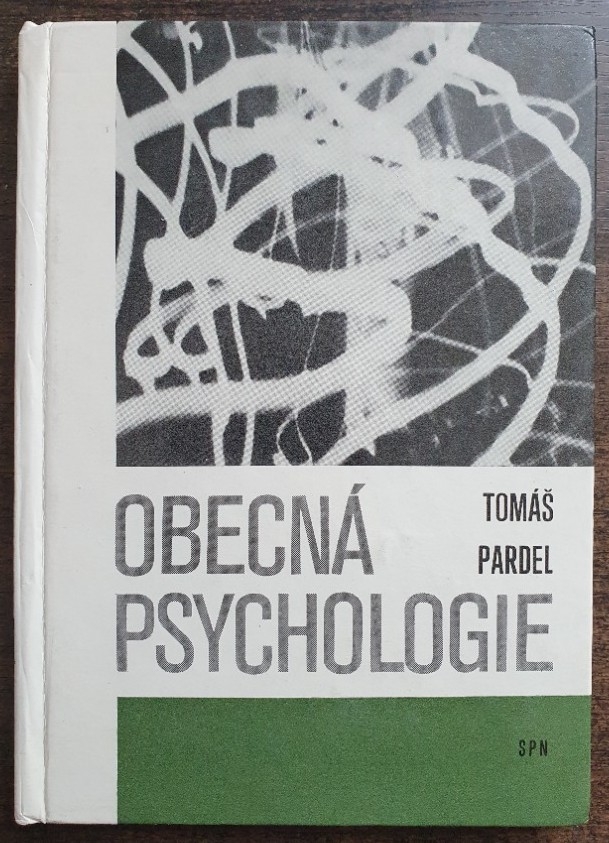 OBECNÁ
PSYCHOLOGIE
TOMÁŠ
PARDEL
SPN